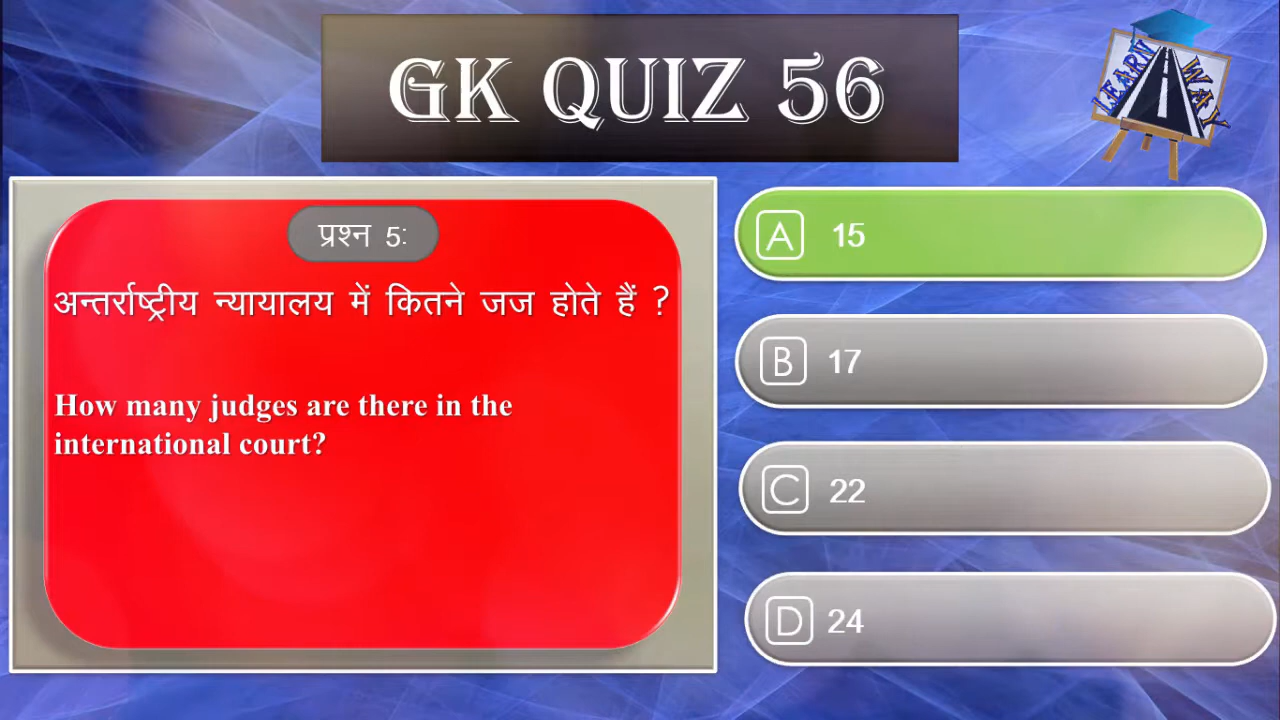 GK QUIZ 56
LEARN WAY
प्रश्न 5:
अन्तर्राष्ट्रीय न्यायालय में कितने जज होते हैं ?
How many judges are there in the
international court?
A 15
B 17
C 22
D 24